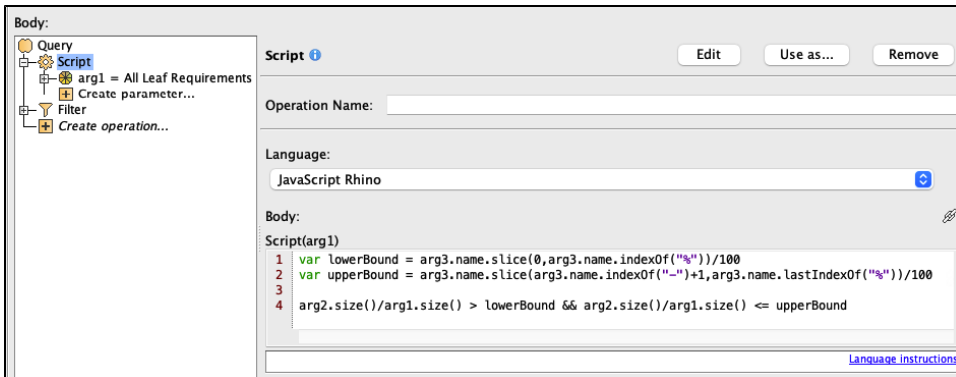 Body:
Query
Script
arg1 = All Leaf Requirements
Create parameter...
Filter
Create operation...
Script
Edit
Use as...
Remove
Operation Name:
Language:
JavaScript Rhino
Body:
Script(arg1)
1 var lowerBound = arg3.name.slice(0,arg3.name.indexOf("%"))/100
2 var upperBound = arg3.name.slice(arg3.name.indexOf("-")+1,arg3.name.lastIndexOf("%"))/100
3
4 arg2.size()/arg1.size() > lowerBound && arg2.size()/arg1.size() <= upperBound
Language instructions